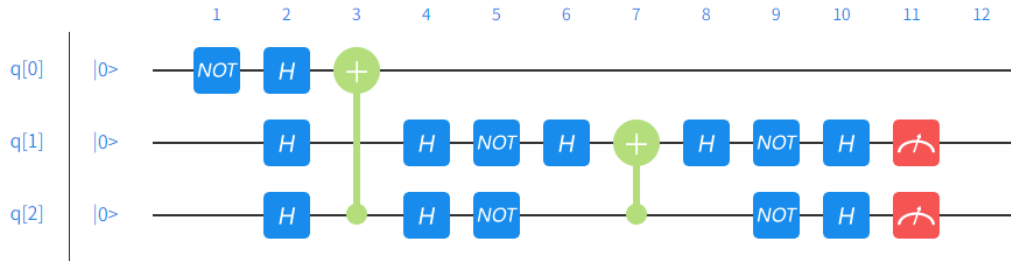 1 2 3 4 5 6 7 8 9 10 11 12
q[0] |0> NOT H +
q[1] |0> H H NOT H + H NOT H
q[2] |0> H H NOT NOT H